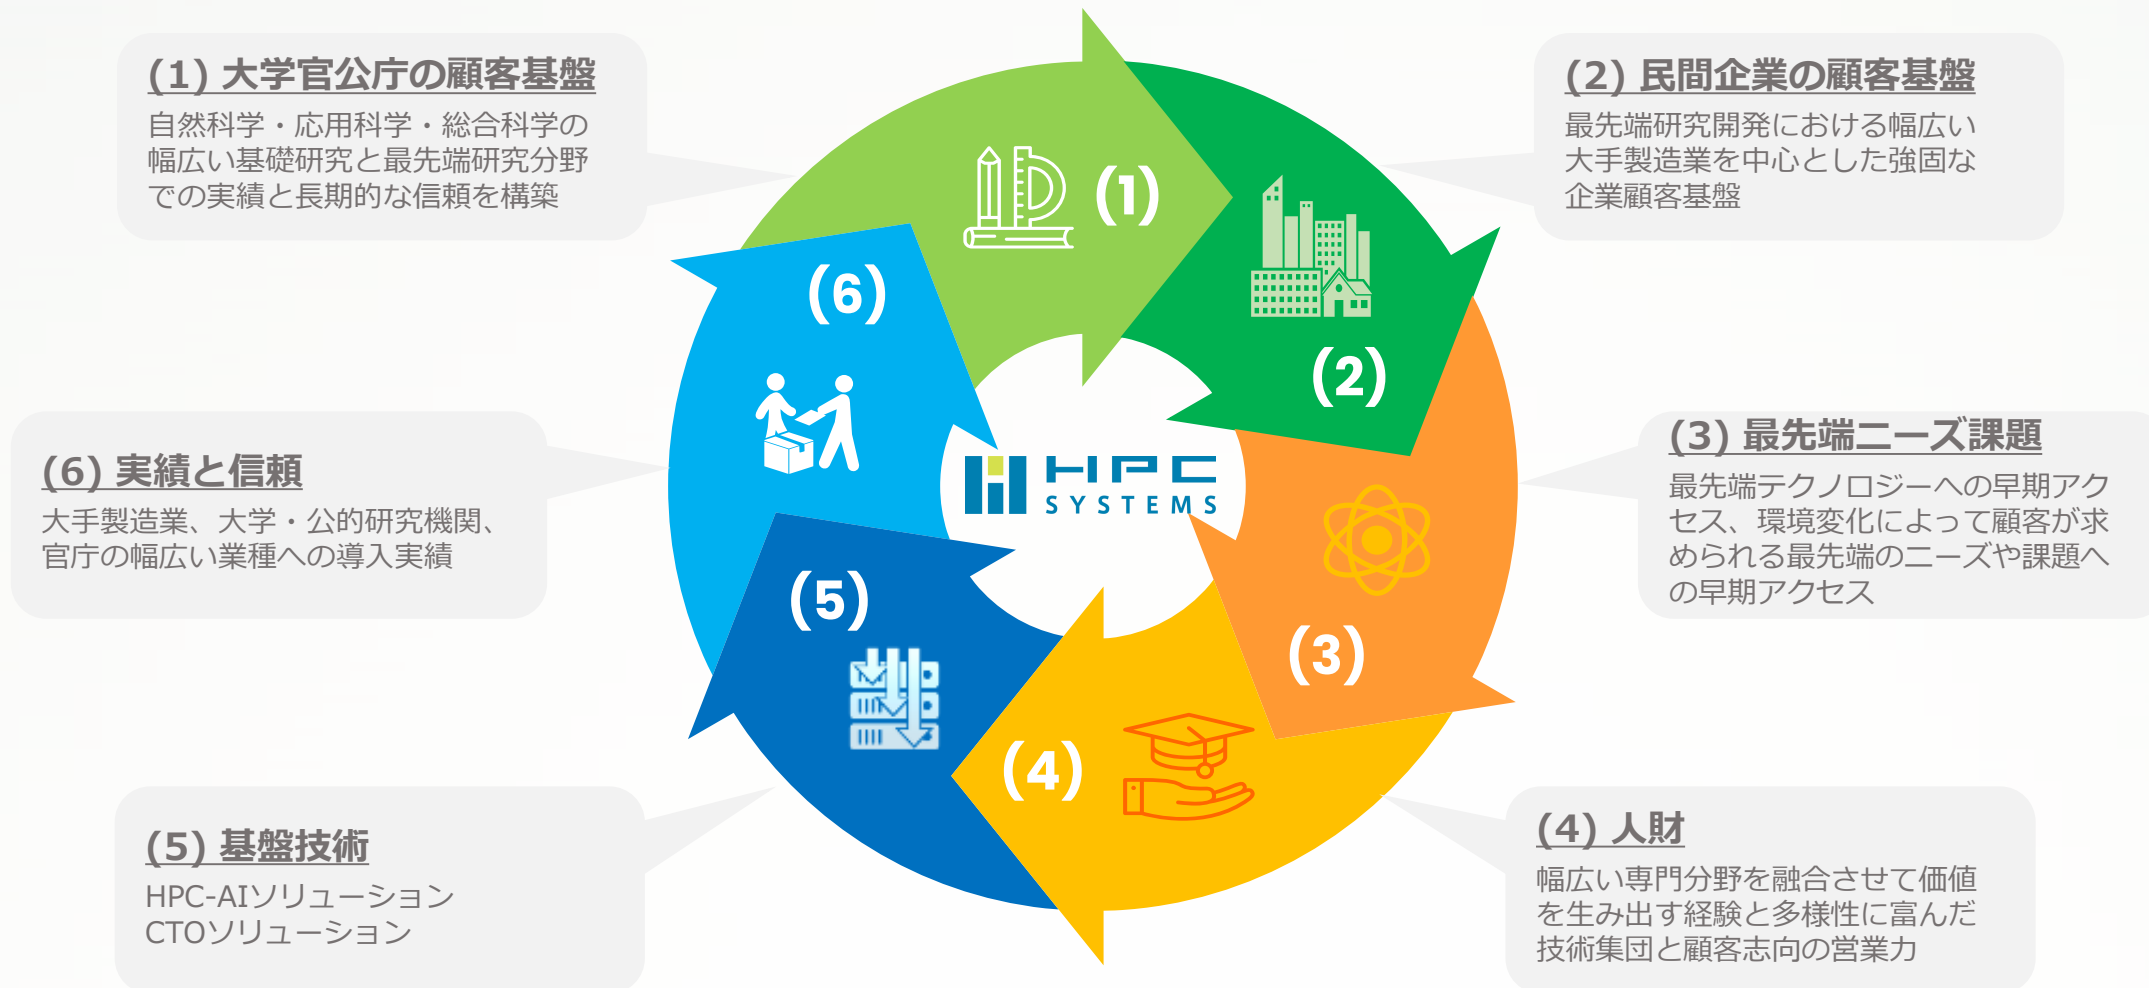 (1) 大学官公庁の顧客基盤
自然科学・応用科学・総合科学の
幅広い基礎研究と最先端研究分野
での実績と長期的な信頼を構築
(2) 民間企業の顧客基盤
最先端研究開発における幅広い
大手製造業を中心とした強固な
企業顧客基盤
(3) 最先端ニーズ課題
最先端テクノロジーへの早期アク
セス、環境変化によって顧客が求
められる最先端のニーズや課題へ
の早期アクセス
(4) 人財
幅広い専門分野を融合させて価値
を生み出す経験と多様性に富んだ
技術集団と顧客志向の営業力
(5) 基盤技術
HPC-AIソリューション
CTOソリューション
(6) 実績と信頼
大手製造業、大学・公的研究機関、
官庁の幅広い業種への導入実績
(1)
(2)
(3)
(4)
(5)
(6)
HPC
SYSTEMS